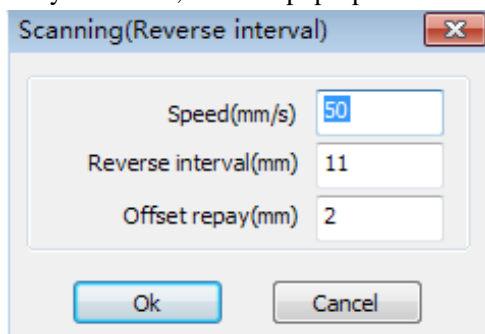 Scanning(Reverse interval)
Speed(mm/s) 50
Reverse interval(mm) 11
Offset repay(mm) 2
Ok Cancel